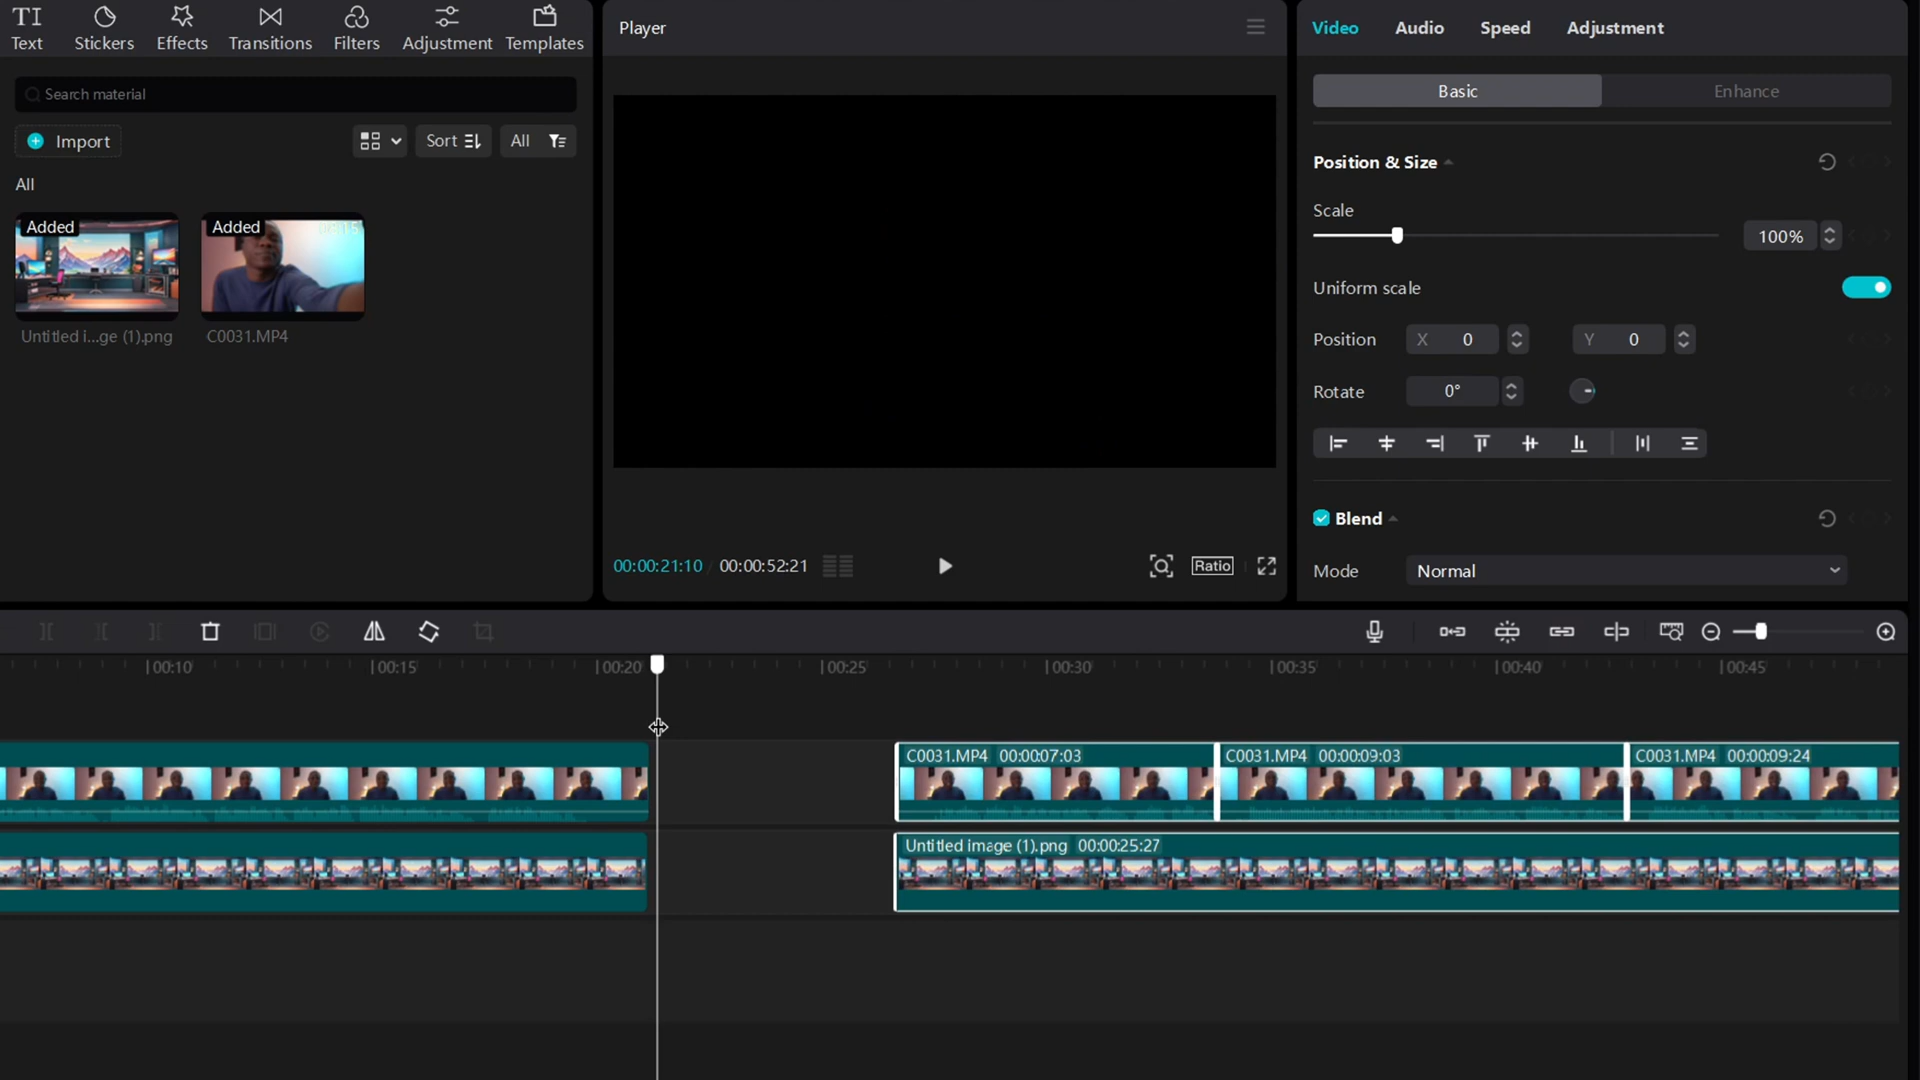 Text
Stickers
Effects
Transitions
Filters
Adjustment
Templates
Search material
Import
Sort
All
All
Added
Added
Untitled i...ge (1).png
C0031.MP4
Player
00:00:21:10
00:00:52:21
Ratio
Video
Audio
Speed
Adjustment
Basic
Enhance
Position & Size
Scale
100%
Uniform scale
Position
X 0
Y 0
Rotate
0°
Blend
Mode
Normal
00:10
00:15
00:20
00:25
00:30
00:35
00:40
00:45
C0031.MP4 00:00:07:03
C0031.MP4 00:00:09:03
C0031.MP4 00:00:09:24
Untitled image (1).png 00:00:25:27